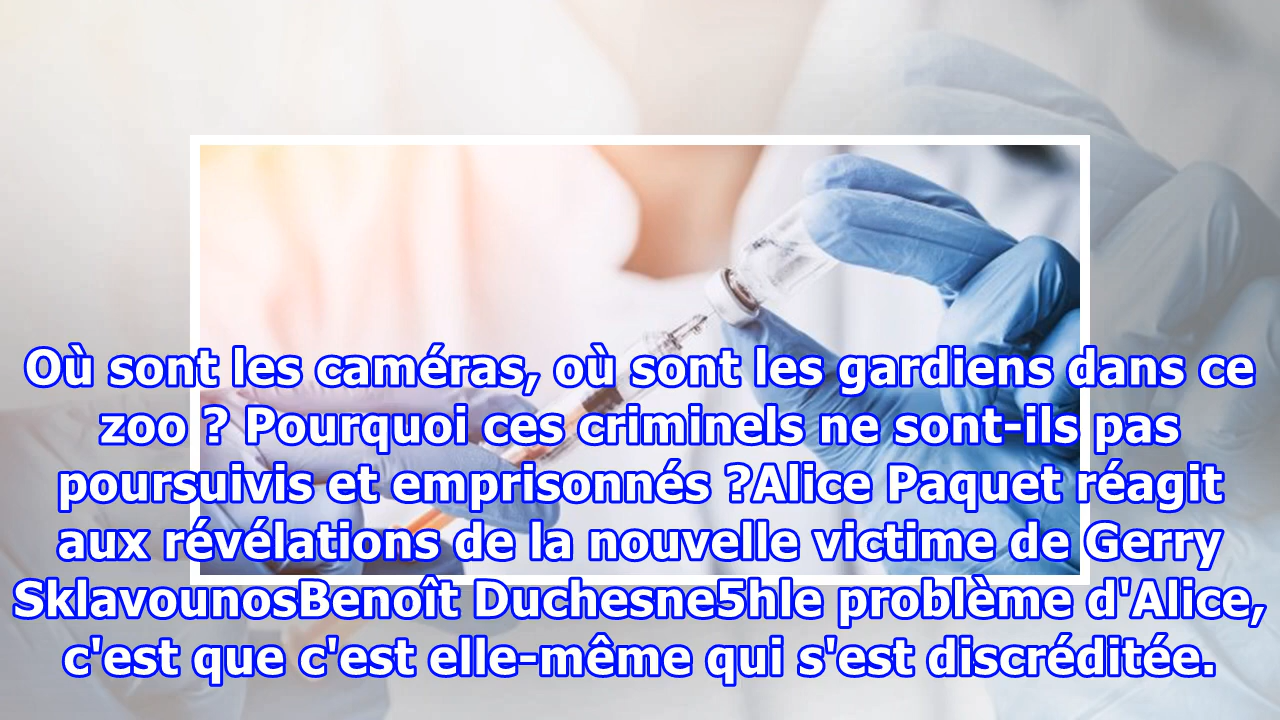 Où sont les caméras, où sont les gardiens dans ce
zoo ? Pourquoi ces criminels ne sont-ils pas
poursuivis et emprisonnés ?Alice Paquet réagit
aux révélations de la nouvelle victime de Gerry
SklavounosBenoît Duchesne5hle problème d'Alice,
c'est que c'est elle-même qui s'est discréditée.